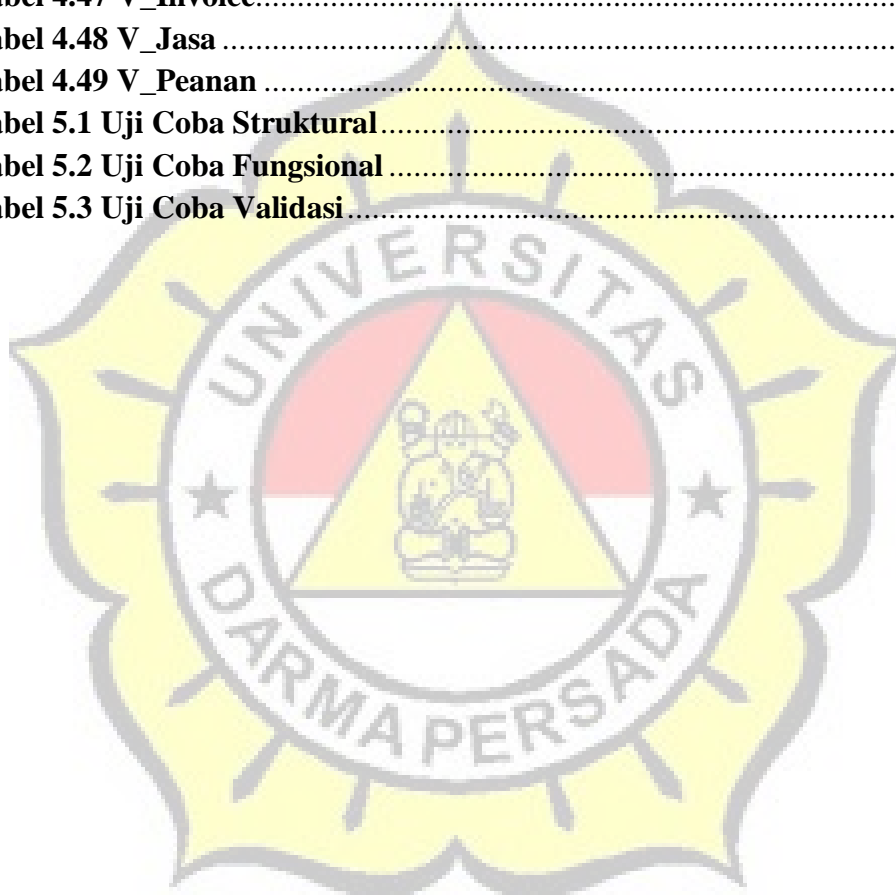 abel 4.47 V_Invoice
abel 4.48 V_Jasa ........................................................................................
abel 4.49 V_Peanan ...................................................................................
abel 5.1 Uji Coba Struktural....................................................................
abel 5.2 Uji Coba Fungsional ...................................................................
abel 5.3 Uji Coba Validasi ........................................................................
UNIVERSITAS
DARMA PERSADA